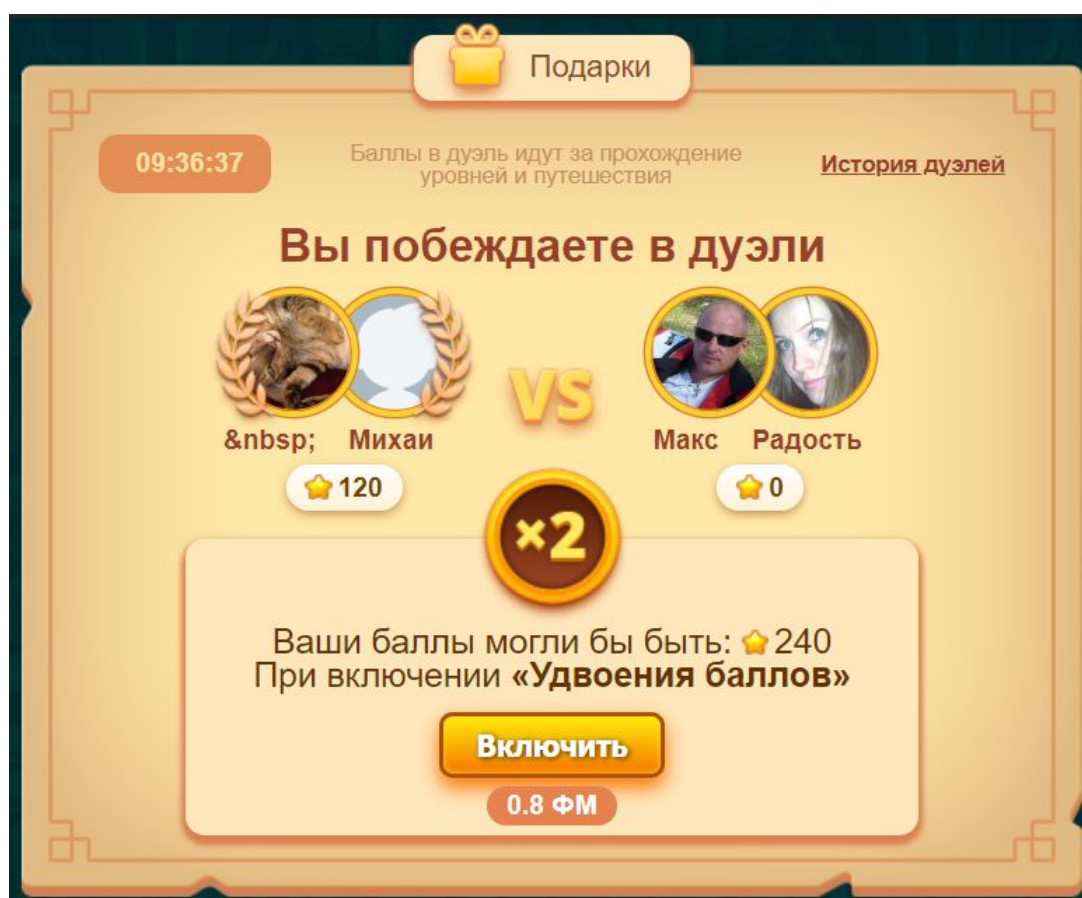 Подарки
09:36:37
Баллы в дуэль идут за прохождение
уровней и путешествия
История дуэлей
Вы побеждаете в дуэли
VS
&nbsp; Михаи
Макс Радость
120
0
×2
Ваши баллы могли бы быть: 240
При включении «Удвоения баллов»
Включить
0.8 ФМ